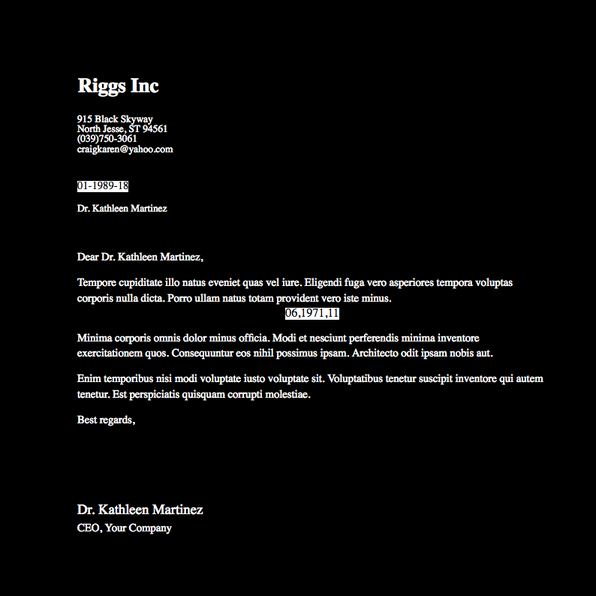 Riggs Inc
915 Black Skyway
North Jesse, ST 94561
(039)750-3061
craigkaren@yahoo.com
01-1989-18
Dr. Kathleen Martinez
Dear Dr. Kathleen Martinez,
Tempore cupiditate illo natus eveniet quas vel iure. Eligendi fuga vero asperiores tempora voluptas
corporis nulla dicta. Porro ullam natus totam provident vero iste minus.
06,1971,11
Minima corporis omnis dolor minus officia. Modi et nesciunt perferendis minima inventore
exercitationem quos. Consequuntur eos nihil possimus ipsam. Architecto odit ipsam nobis aut.
Enim temporibus nisi modi voluptate iusto voluptate sit. Voluptatibus tenetur suscipit inventore qui autem
tenetur. Est perspiciatis quisquam corrupti molestiae.
Best regards,
Dr. Kathleen Martinez
CEO, Your Company